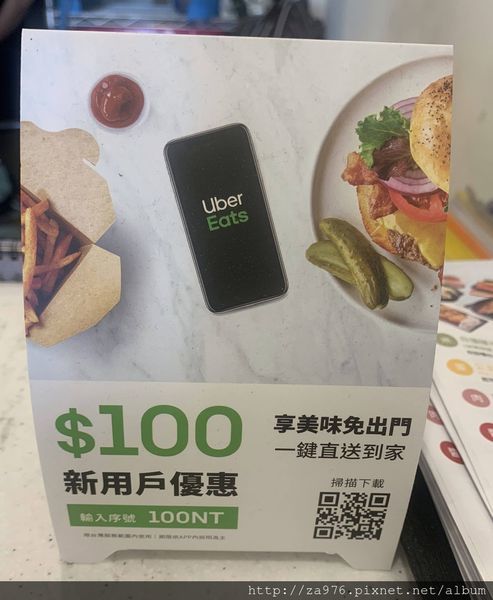 Uber
Eats
$100
新用戶優惠
輸入序號 100NT
享美味免出門
一鍵直送到家
掃描下載
http://za976.pixnet.net/album